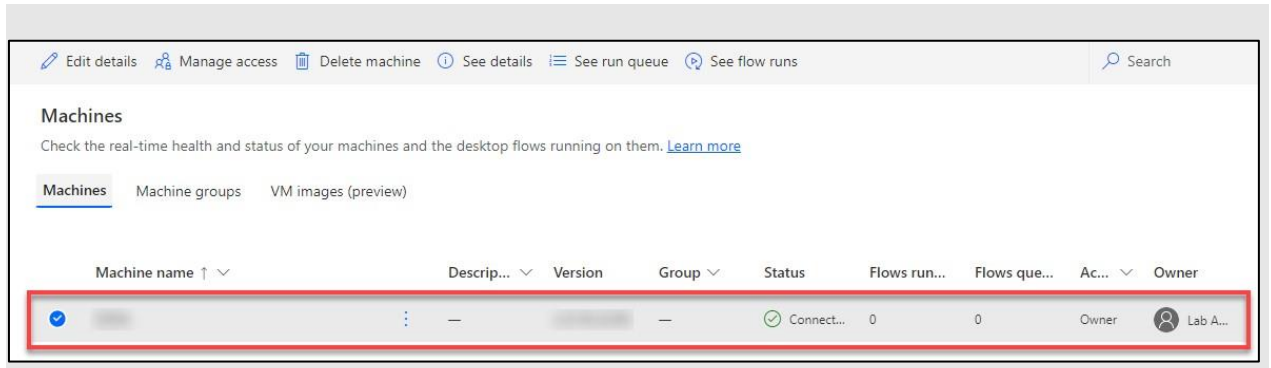 Edit details Manage access Delete machine See details See run queue See flow runs Search
Machines
Check the real-time health and status of your machines and the desktop flows running on them. Learn more
Machines Machine groups VM images (preview)
Machine name ↑ Descrip... Version Group Status Flows run... Flows que... Ac... Owner
— — Connect... 0 0 Owner Lab A...